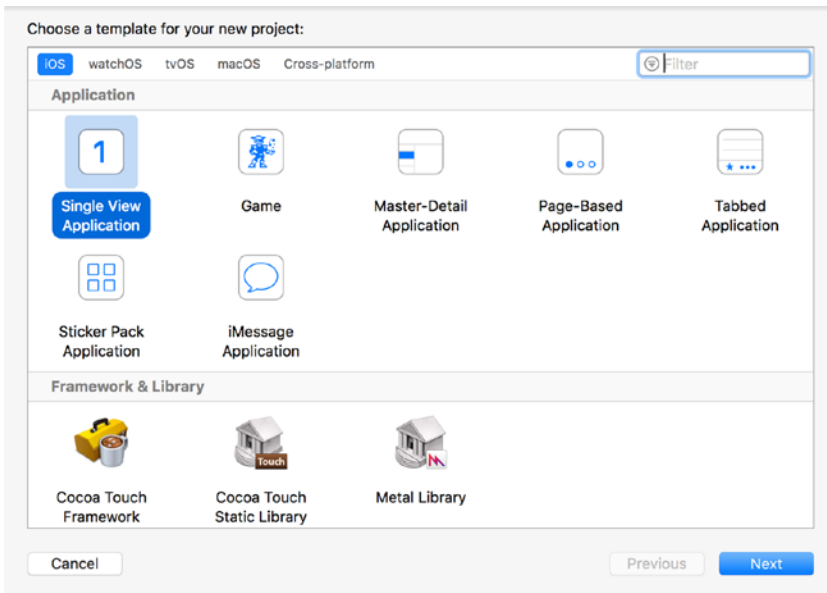 Choose a template for your new project:
iOS watchOS tvOS macOS Cross-platform Filter
Application
1
Single View Application
Game
Master-Detail Application
Page-Based Application
Tabbed Application
Sticker Pack Application
iMessage Application
Framework & Library
Touch
Cocoa Touch Framework
Cocoa Touch Static Library
Metal Library
Cancel Previous Next